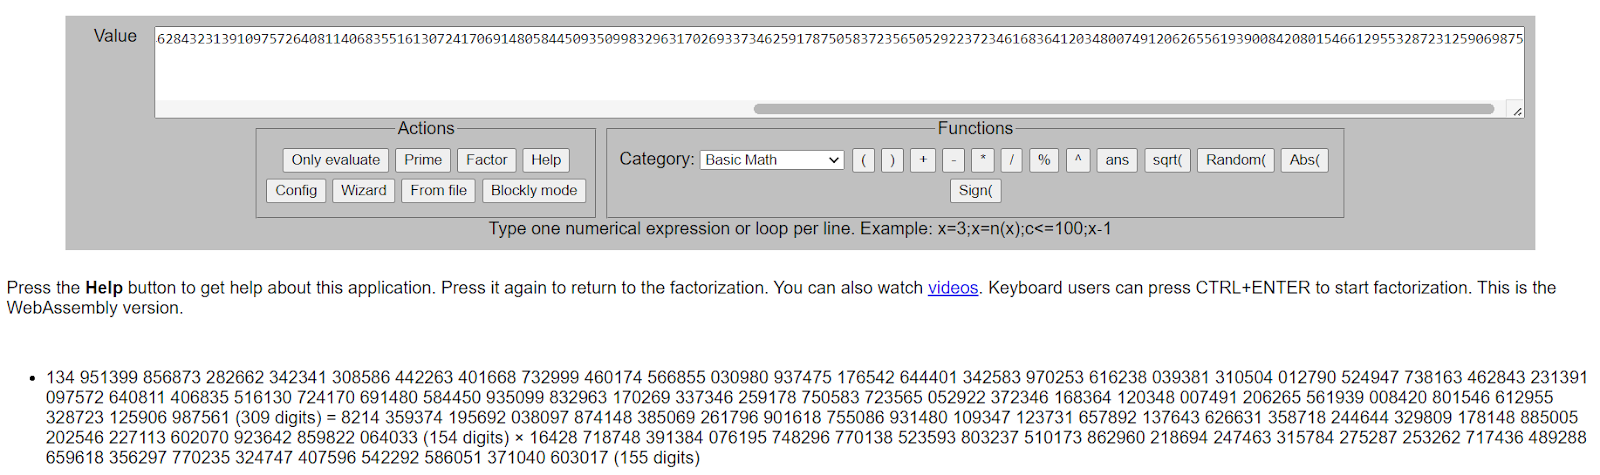 Value
628432313910975726408114068355161307241706914805844509350998329631702693373462591787505837235650529223723461683641203480074912062655619390084208015466129553287231259069875
Actions
Functions
Only evaluate Prime Factor Help
Category: Basic Math ( ) + - * / % ^ ans sqrt( Random( Abs(
Config Wizard From file Blockly mode
Sign(
Type one numerical expression or loop per line. Example: x=3;x=n(x);c<=100;x-1
Press the Help button to get help about this application. Press it again to return to the factorization. You can also watch videos. Keyboard users can press CTRL+ENTER to start factorization. This is the
WebAssembly version.
• 134 951399 856873 282662 342341 308586 442263 401668 732999 460174 566855 030980 937475 176542 644401 342583 970253 616238 039381 310504 012790 524947 738163 462843 231391
097572 640811 406835 516130 724170 691480 584450 935099 832963 170269 337346 259178 750583 723565 052922 372346 168364 120348 007491 206265 561939 008420 801546 612955
328723 125906 987561 (309 digits) = 8214 359374 195692 038097 874148 385069 261796 901618 755086 931480 109347 123731 657892 137643 626631 358718 244644 329809 178148 885005
202546 227113 602070 923642 859822 064033 (154 digits) × 16428 718748 391384 076195 748296 770138 523593 803237 510173 862960 218694 247463 315784 275287 253262 717436 489288
659618 356297 770235 324747 407596 542292 586051 371040 603017 (155 digits)